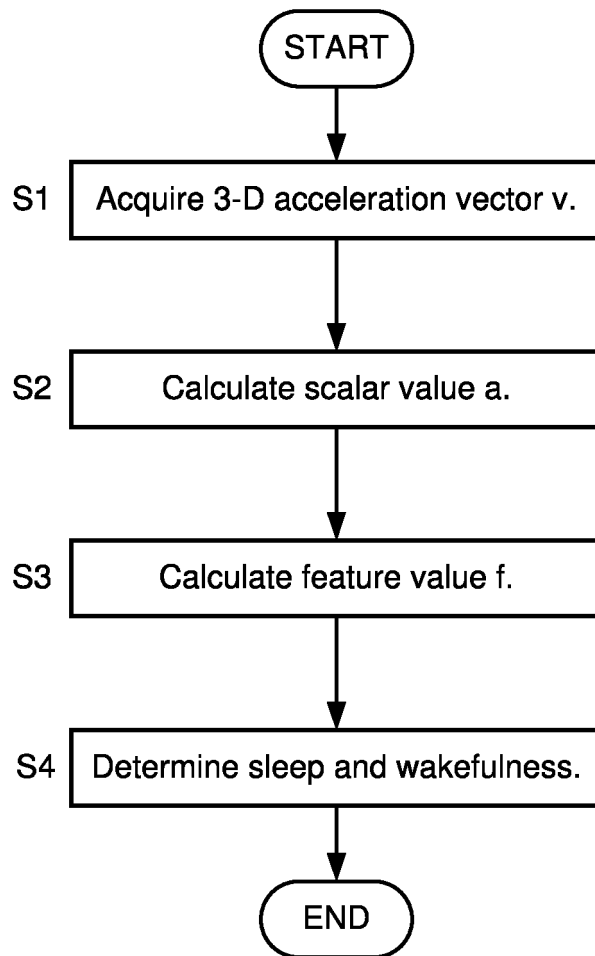 START
S1 Acquire 3-D acceleration vector v.
S2 Calculate scalar value a.
S3 Calculate feature value f.
S4 Determine sleep and wakefulness.
END